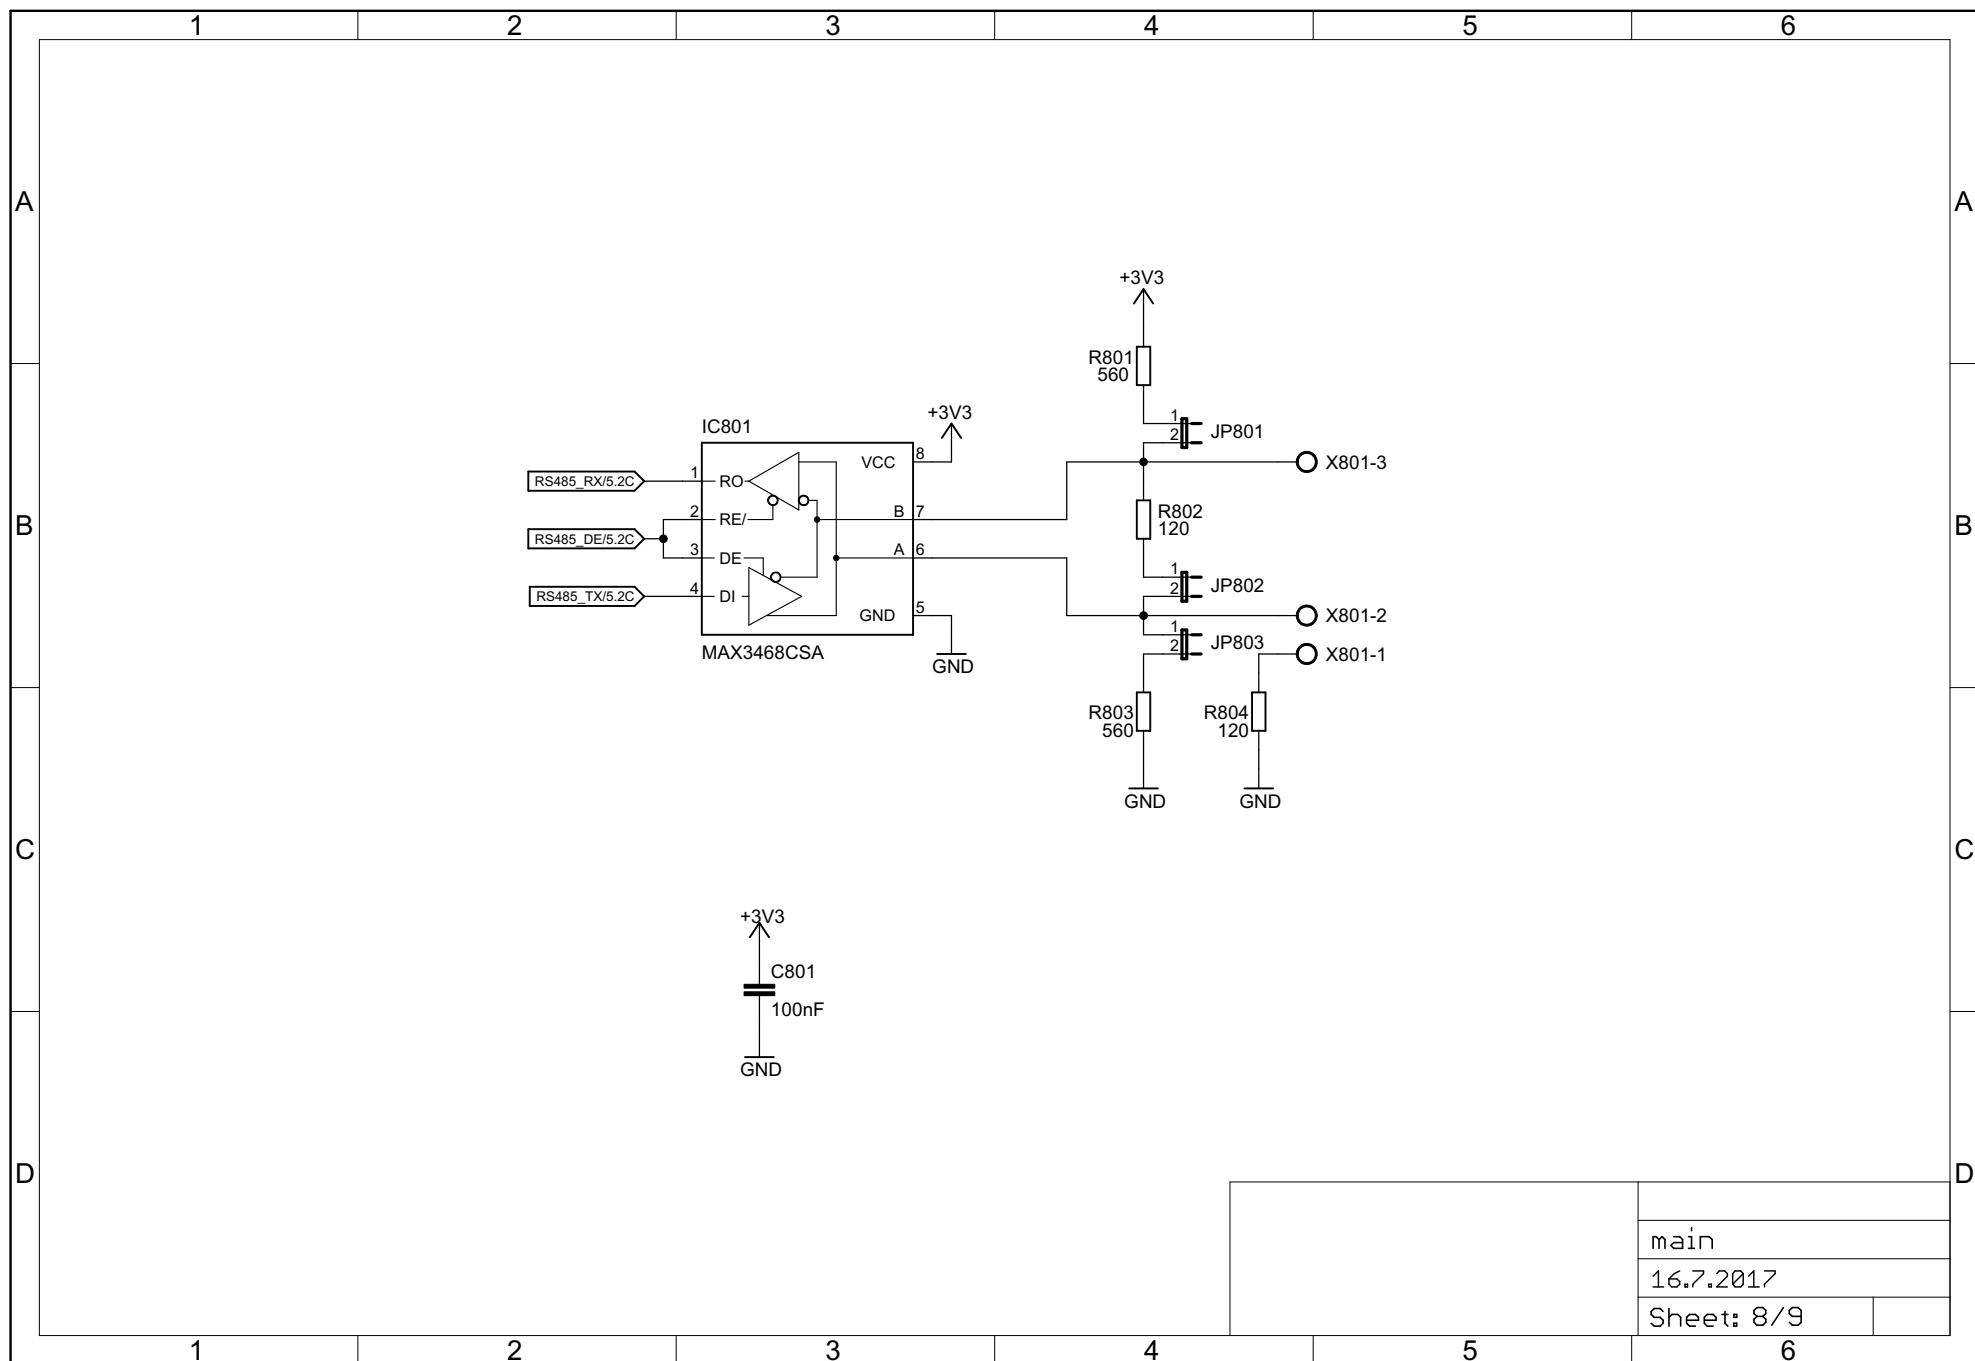 1 2 3 4 5 6
A A
+3V3
R801
560
+3V3
IC801
1
2 JP801
8
VCC
X801-3
RS485_RX/5.2C 1 RO
R802
120
RS485_DE/5.2C
2 RE/
B 7
3 DE
A 6
B B
1
2 JP802
RS485_TX/5.2C 4 DI
GND 5
X801-2
1
2 JP803
X801-1
MAX3468CSA
GND
R803
560
R804
120
GND GND
C C
+3V3
C801
100nF
GND
D D
main
16.7.2017
Sheet: 8/9
1 2 3 4 5 6